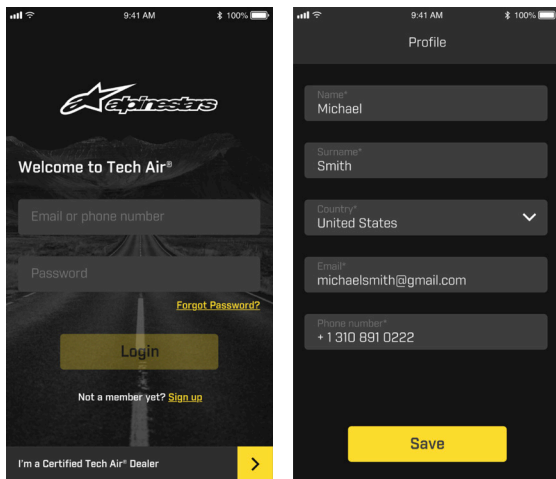 9:41 AM
100%
alpinestars
Welcome to Tech Air®
Email or phone number
Password
Forgot Password?
Login
Not a member yet? Sign up
I'm a Certified Tech Air® Dealer
9:41 AM
100%
Profile
Name*
Michael
Surname*
Smith
Country*
United States
Email*
michaelsmith@gmail.com
Phone number*
+ 1 310 891 0222
Save